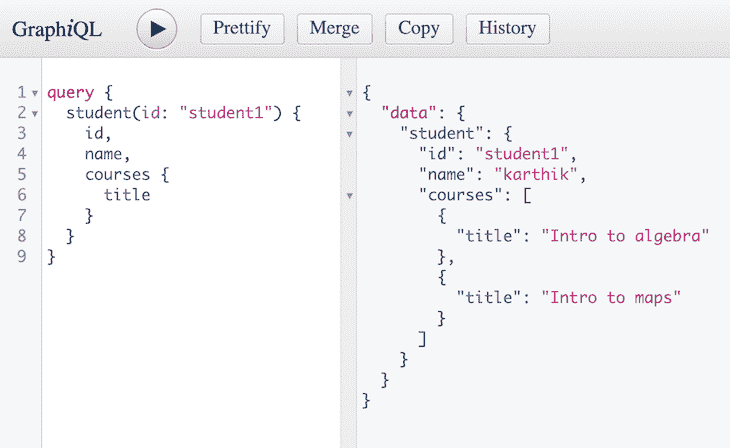 GraphiQL Prettify Merge Copy History
1 query {
2 student(id: "student1") {
3 id,
4 name,
5 courses {
6 title
7 }
8 }
9 }
{
"data": {
"student": {
"id": "student1",
"name": "karthik",
"courses": [
{
"title": "Intro to algebra"
},
{
"title": "Intro to maps"
}
]
}
}
}